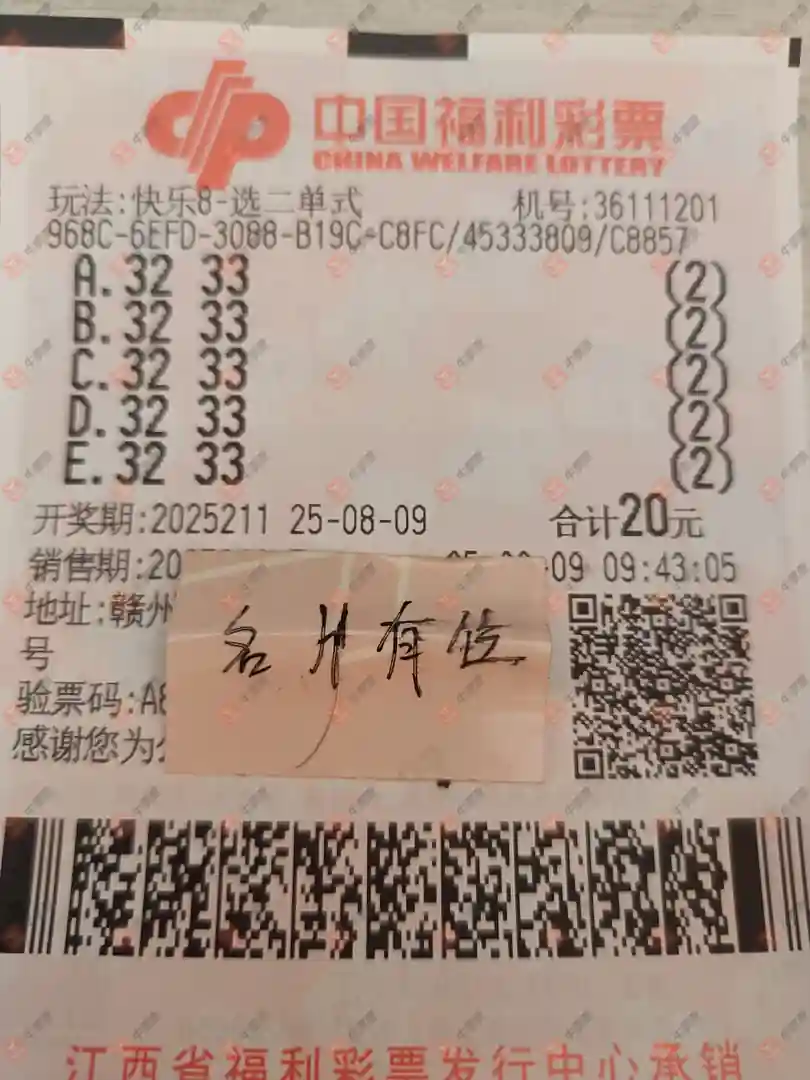 中国福利彩票
CHINA WELFARE LOTTERY
玩法:快乐8-选二单式 机号:36111201
968C-6EFD-3088-B19C-C8FC/45333809/C8857
A.32 33 (2)
B.32 33 (2)
C.32 33 (2)
D.32 33 (2)
E.32 33 (2)
开奖期:2025211 25-08-09 合计20元
销售期:20 -09 09:43:05
地址:赣州
号
验票码:A8
感谢您为
有位
江西省福利彩票发行中心承销